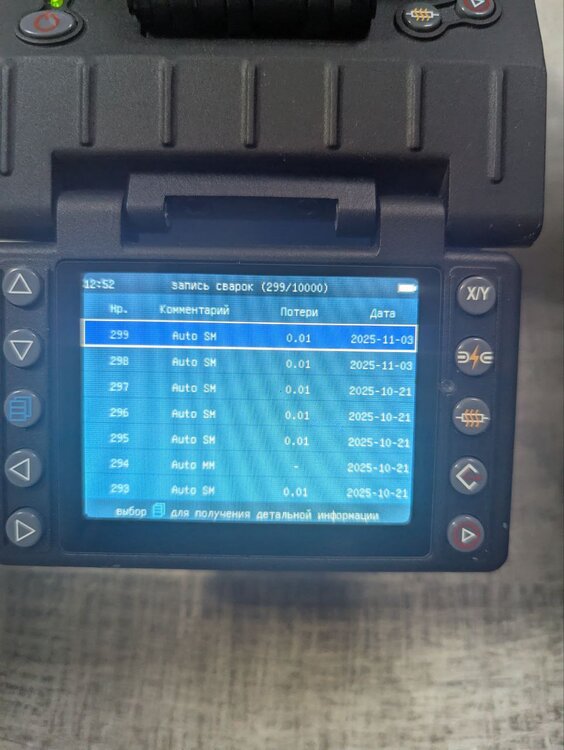 12:52 запись сварок (299/10000)
Нр. Комментарий Потери Дата
299 Auto SM 0.01 2025-11-03
298 Auto SM 0.01 2025-11-03
297 Auto SM 0.01 2025-10-21
296 Auto SM 0.01 2025-10-21
295 Auto SM 0.01 2025-10-21
294 Auto MM - 2025-10-21
293 Auto SM 0.01 2025-10-21
выбор для получения детальной информации
X/Y